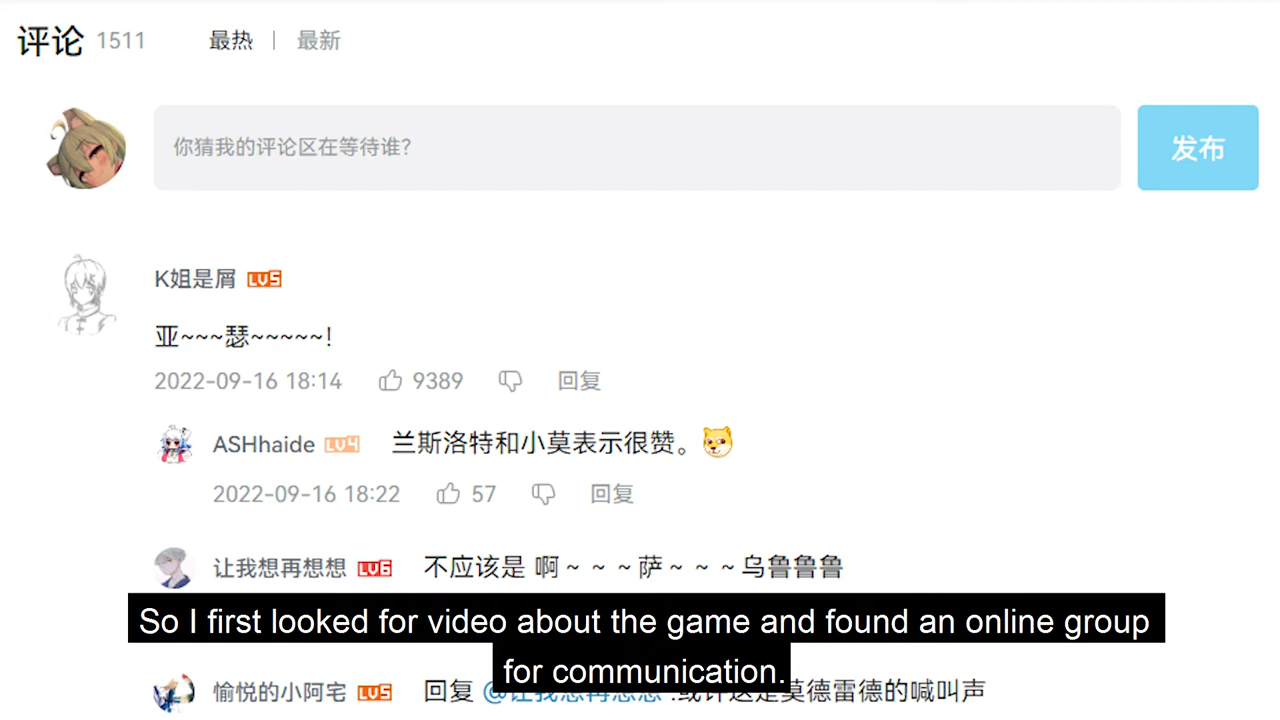 评论 1511 最热 | 最新
你猜我的评论区在等待谁?
发布
K姐是屑 LV5
亚~~~瑟~~~~~!
2022-09-16 18:14 9389 回复
ASHhaide LV4 兰斯洛特和小莫表示很赞。
2022-09-16 18:22 57 回复
让我想再想想 LV6 不应该是 啊~~~萨~~~乌鲁鲁鲁
So I first looked for video about the game and found an online group
for communication.
愉悦的小阿宅 LV5 回复 @让我想再想想 :或许这是莫德雷德的喊叫声